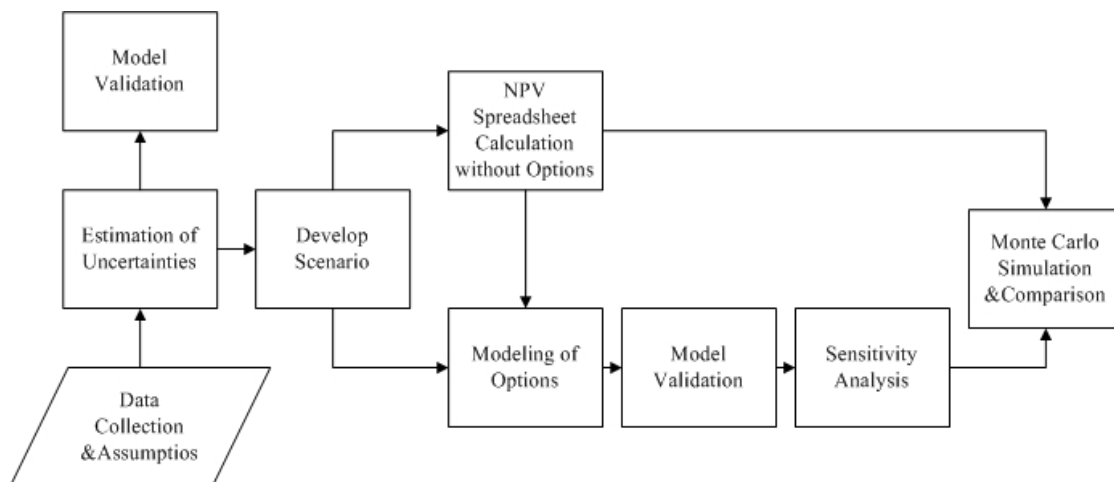 Model
Validation
NPV
Spreadsheet
Calculation
without Options
Estimation of
Uncertainties
Develop
Scenario
Monte Carlo
Simulation
&Comparison
Modeling of
Options
Model
Validation
Sensitivity
Analysis
Data
Collection
&Assumptios